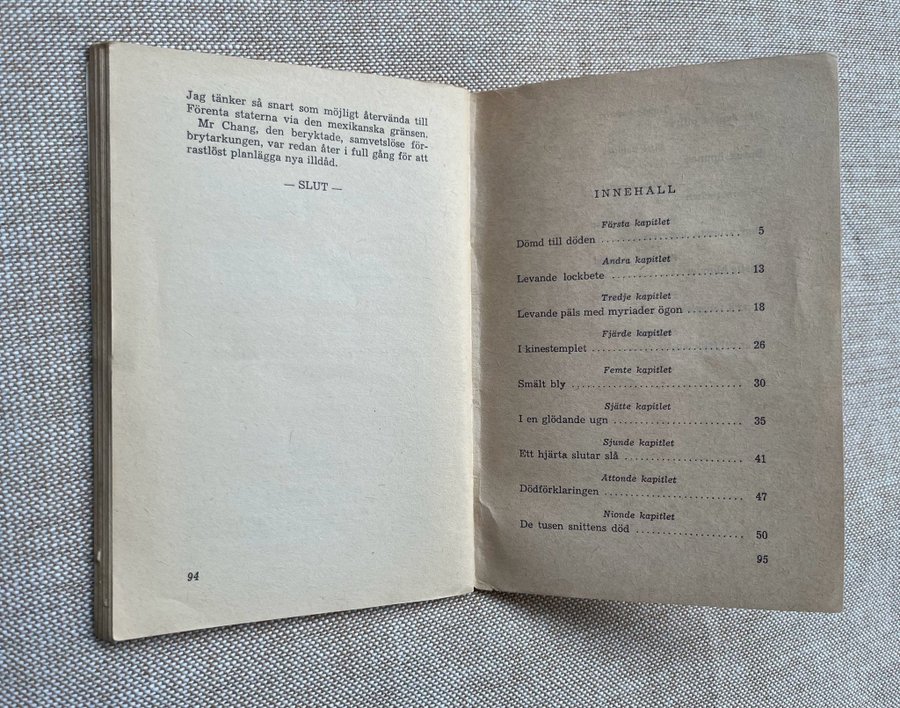 Jag tänker så snart som möjligt återvända till
Förenta staterna via den mexikanska gränsen.
Mr Chang, den beryktade, samvetslöse för-
brytarkungen, var redan åter i full gång för att
rastlöst planlägga nya illdåd.
— SLUT —
94
INNEHALL
Första kapitlet
Dömd till döden ........................ 5
Andra kapitlet
Levande lockbete ...................... 13
Tredje kapitlet
Levande päls med myriader ögon ......... 18
Fjärde kapitlet
I kinestemplet .......................... 26
Femte kapitlet
Smält bly .............................. 30
Sjätte kapitlet
I en glödande ugn ...................... 35
Sjunde kapitlet
Ett hjärta slutar slå .................... 41
Attonde kapitlet
Dödförklaringen ........................ 47
Nionde kapitlet
De tusen snittens död .................. 50
95